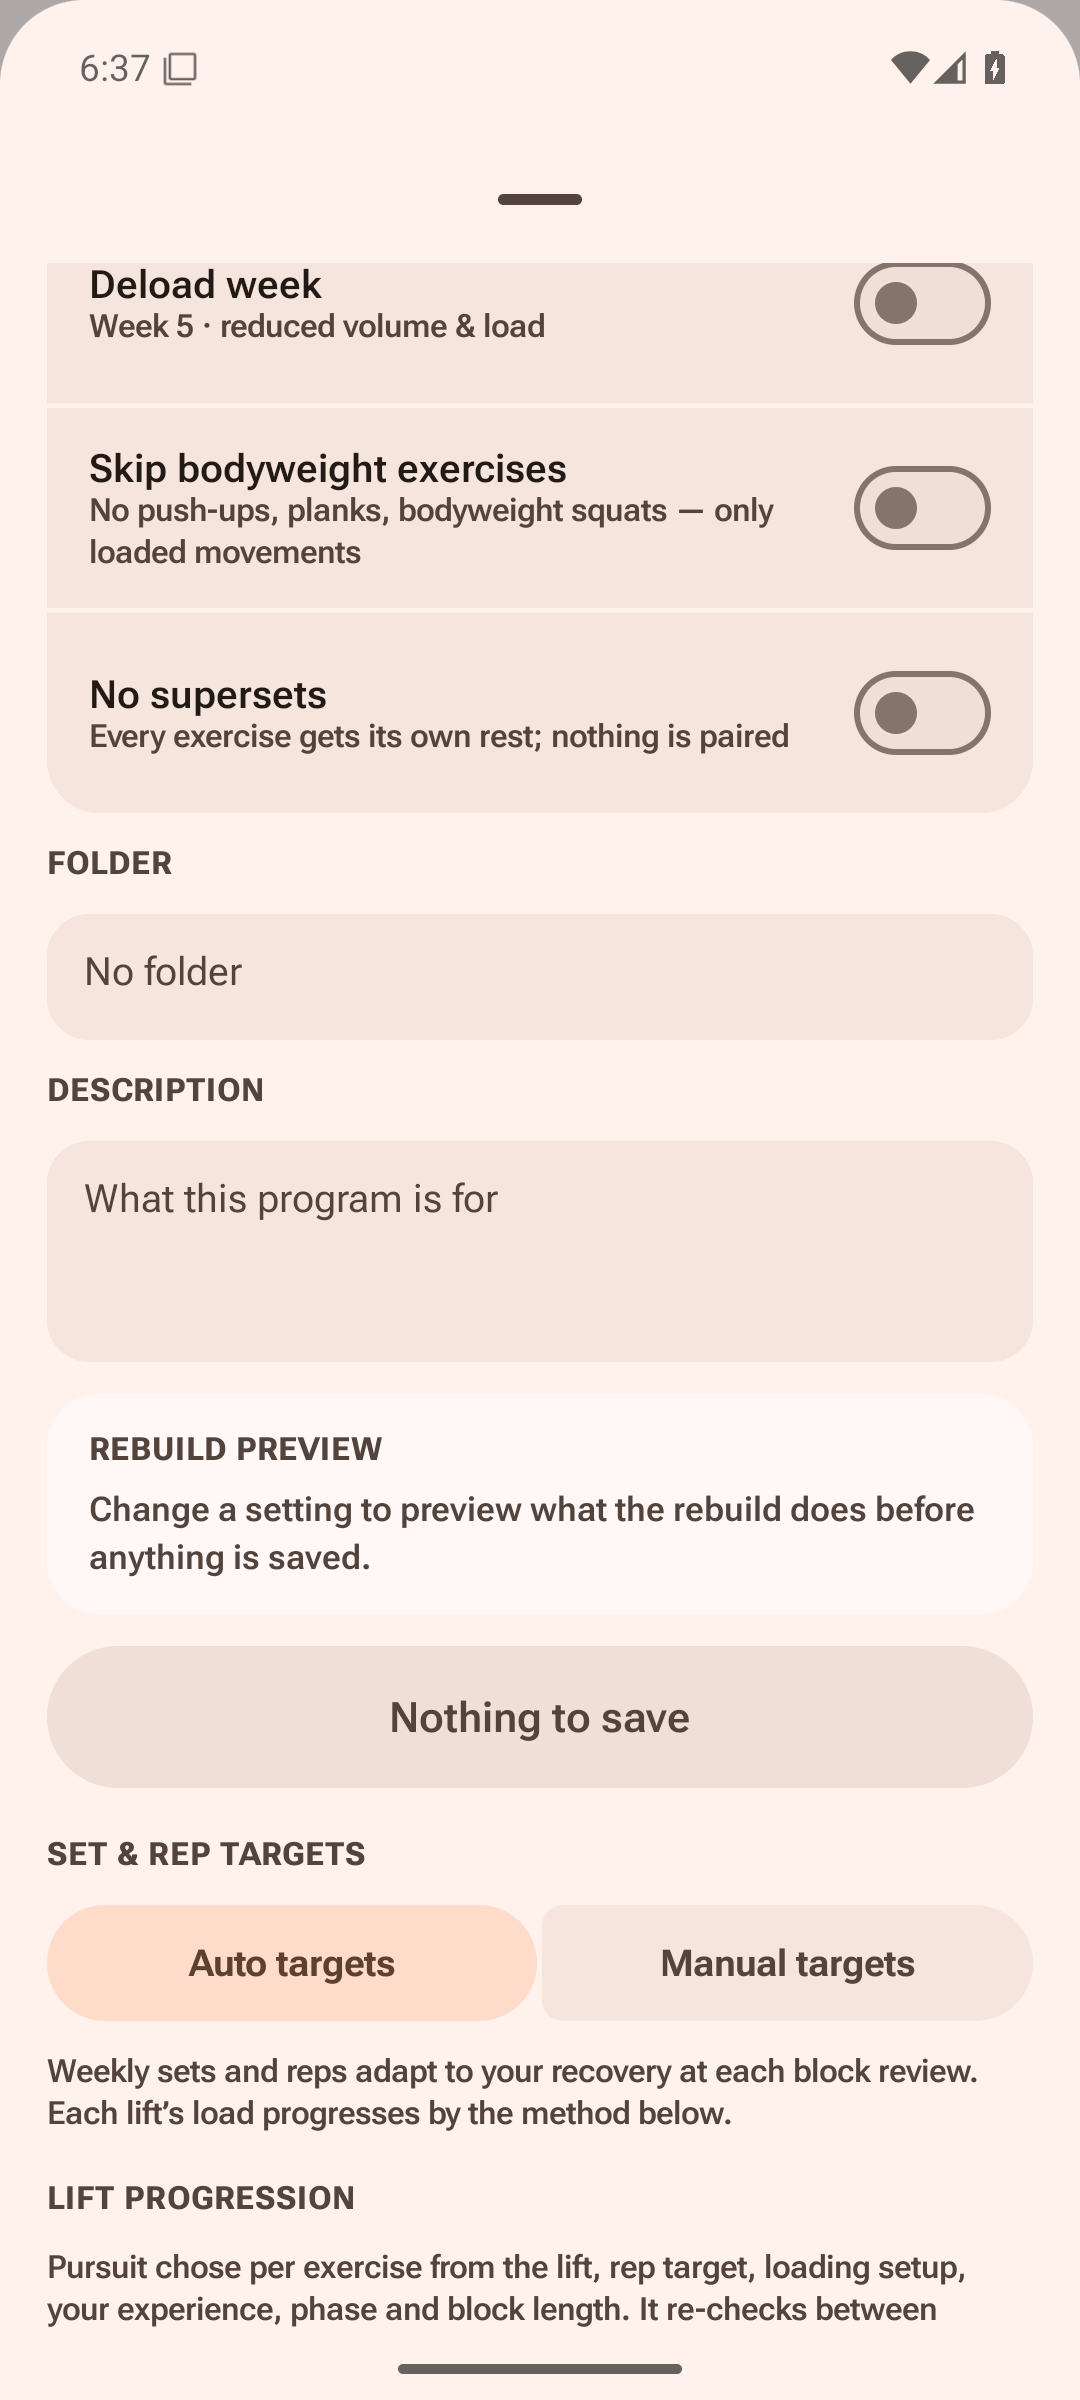 6:37
Deload week
Week 5 · reduced volume & load
Skip bodyweight exercises
No push-ups, planks, bodyweight squats — only
loaded movements
No supersets
Every exercise gets its own rest; nothing is paired
FOLDER
No folder
DESCRIPTION
What this program is for
REBUILD PREVIEW
Change a setting to preview what the rebuild does before
anything is saved.
Nothing to save
SET & REP TARGETS
Auto targets
Manual targets
Weekly sets and reps adapt to your recovery at each block review.
Each lift’s load progresses by the method below.
LIFT PROGRESSION
Pursuit chose per exercise from the lift, rep target, loading setup,
your experience, phase and block length. It re-checks between